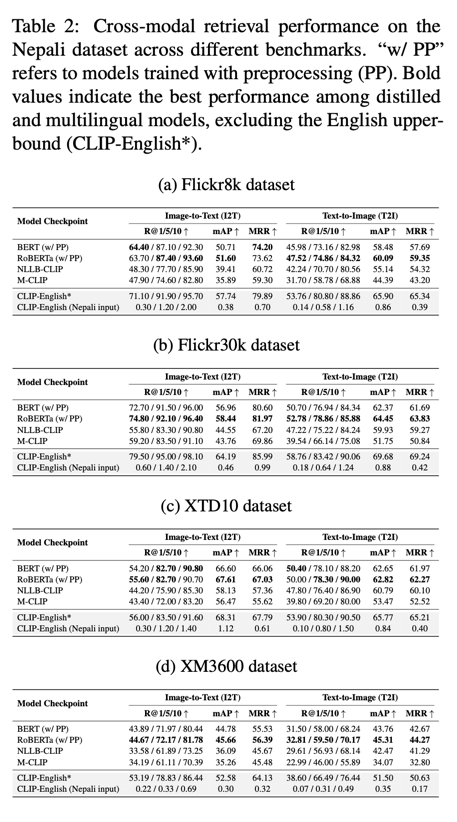 Table 2: Cross-modal retrieval performance on the
Nepali dataset across different benchmarks. “w/ PP”
refers to models trained with preprocessing (PP). Bold
values indicate the best performance among distilled
and multilingual models, excluding the English upper-
bound (CLIP-English*).
(a) Flickr8k dataset
Model Checkpoint Image-to-Text (I2T) Text-to-Image (T2I)
R@1/5/10 ↑ mAP ↑ MRR ↑ R@1/5/10 ↑ mAP ↑ MRR ↑
BERT (w/ PP) 64.40 / 87.10 / 92.30 50.71 74.20 45.98 / 73.16 / 82.98 58.48 57.69
RoBERTa (w/ PP) 63.70 / 87.40 / 93.60 51.60 73.62 47.52 / 74.86 / 84.32 60.09 59.35
NLLB-CLIP 48.30 / 77.70 / 85.90 39.41 60.72 42.24 / 70.70 / 80.56 55.14 54.32
M-CLIP 47.90 / 74.60 / 82.80 35.89 59.30 31.70 / 58.78 / 68.88 44.39 43.20
CLIP-English* 71.10 / 91.90 / 95.70 57.74 79.89 53.76 / 80.80 / 88.86 65.90 65.34
CLIP-English (Nepali input) 0.30 / 1.20 / 2.00 0.38 0.70 0.14 / 0.58 / 1.16 0.86 0.39
(b) Flickr30k dataset
Model Checkpoint Image-to-Text (I2T) Text-to-Image (T2I)
R@1/5/10 ↑ mAP ↑ MRR ↑ R@1/5/10 ↑ mAP ↑ MRR ↑
BERT (w/ PP) 72.70 / 91.50 / 96.00 56.96 80.60 50.70 / 76.94 / 84.34 62.37 61.69
RoBERTa (w/ PP) 74.80 / 92.10 / 96.40 58.44 81.97 52.78 / 78.86 / 85.88 64.45 63.83
NLLB-CLIP 55.80 / 83.30 / 90.80 44.55 67.20 47.22 / 75.22 / 84.24 59.93 59.27
M-CLIP 59.20 / 83.50 / 91.10 43.76 69.86 39.54 / 66.14 / 75.08 51.75 50.84
CLIP-English* 79.50 / 95.00 / 98.10 64.19 85.99 58.76 / 83.42 / 90.06 69.68 69.24
CLIP-English (Nepali input) 0.60 / 1.40 / 2.10 0.46 0.99 0.18 / 0.64 / 1.24 0.88 0.42
(c) XTD10 dataset
Model Checkpoint Image-to-Text (I2T) Text-to-Image (T2I)
R@1/5/10 ↑ mAP ↑ MRR ↑ R@1/5/10 ↑ mAP ↑ MRR ↑
BERT (w/ PP) 54.20 / 82.70 / 90.80 66.60 66.06 50.40 / 78.10 / 88.20 62.65 61.97
RoBERTa (w/ PP) 55.60 / 82.70 / 90.70 67.61 67.03 50.00 / 78.30 / 90.00 62.82 62.27
NLLB-CLIP 44.20 / 75.90 / 85.30 58.13 57.36 47.80 / 76.40 / 86.90 60.79 60.10
M-CLIP 43.40 / 72.00 / 83.20 56.47 55.62 39.80 / 69.20 / 80.00 53.47 52.52
CLIP-English* 56.00 / 83.50 / 91.60 68.31 67.79 53.90 / 80.30 / 90.50 65.77 65.21
CLIP-English (Nepali input) 0.30 / 1.20 / 1.40 1.12 0.61 0.10 / 0.80 / 1.50 0.84 0.40
(d) XM3600 dataset
Model Checkpoint Image-to-Text (I2T) Text-to-Image (T2I)
R@1/5/10 ↑ mAP ↑ MRR ↑ R@1/5/10 ↑ mAP ↑ MRR ↑
BERT (w/ PP) 43.89 / 71.97 / 80.44 44.78 55.53 31.50 / 58.00 / 68.24 43.76 42.67
RoBERTa (w/ PP) 44.67 / 72.17 / 81.78 45.66 56.39 32.81 / 59.50 / 70.17 45.31 44.27
NLLB-CLIP 33.58 / 61.89 / 73.25 36.09 45.67 29.61 / 56.93 / 68.14 42.47 41.29
M-CLIP 34.19 / 61.11 / 70.39 35.26 45.48 22.99 / 46.00 / 55.89 34.07 32.80
CLIP-English* 53.19 / 78.83 / 86.44 52.58 64.13 38.60 / 66.49 / 76.44 51.50 50.63
CLIP-English (Nepali input) 0.22 / 0.33 / 0.69 0.30 0.32 0.07 / 0.31 / 0.49 0.35 0.17